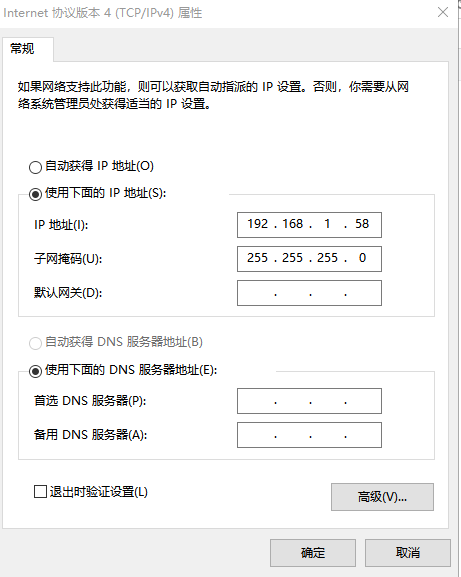 Internet 协议版本 4 (TCP/IPv4) 属性
常规
如果网络支持此功能，则可以获取自动指派的 IP 设置。否则，你需要从网
络系统管理员处获得适当的 IP 设置。
自动获得 IP 地址(O)
使用下面的 IP 地址(S):
IP 地址(I): 192 . 168 . 1 . 58
子网掩码(U): 255 . 255 . 255 . 0
默认网关(D): . . .
自动获得 DNS 服务器地址(B)
使用下面的 DNS 服务器地址(E):
首选 DNS 服务器(P): . . .
备用 DNS 服务器(A): . . .
退出时验证设置(L)
高级(V)...
确定 取消